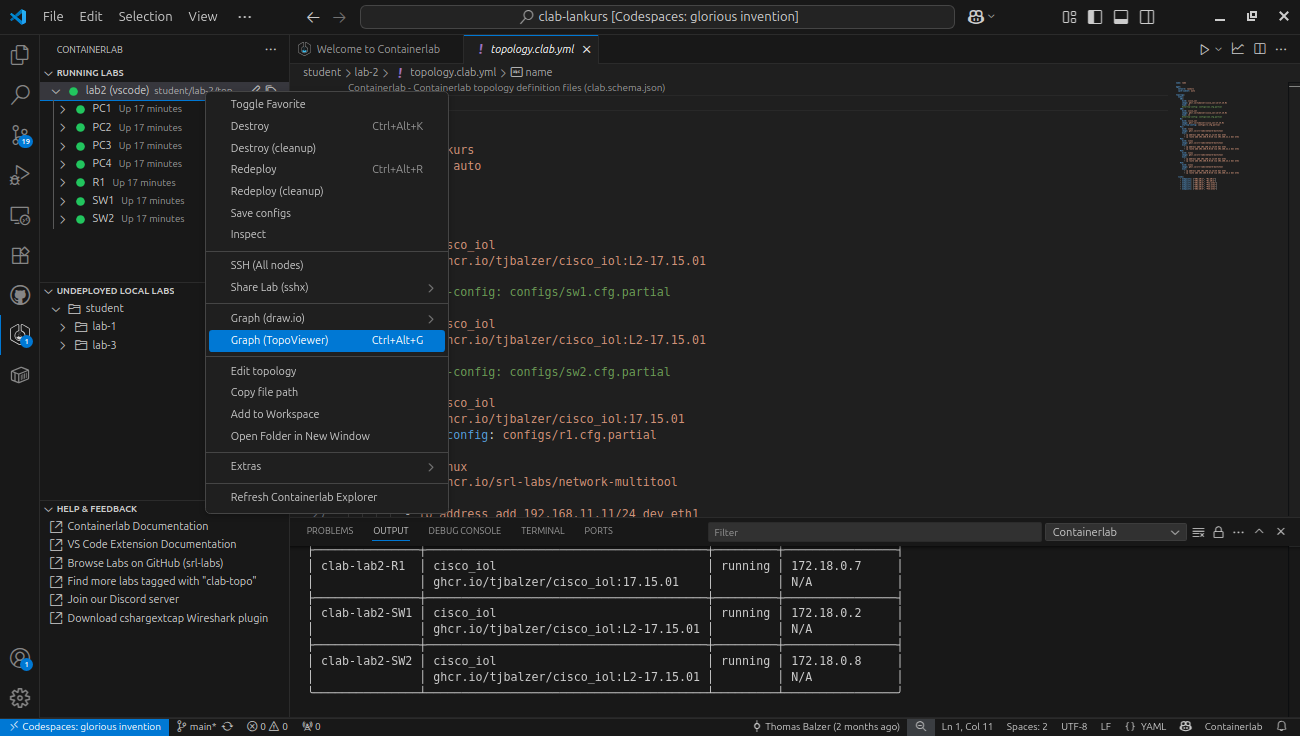 File Edit Selection View ··· clab-lankurs [Codespaces: glorious invention]
CONTAINERLAB ···
RUNNING LABS
lab2 (vscode) student/lab-2/top
PC1 Up 17 minutes
PC2 Up 17 minutes
PC3 Up 17 minutes
PC4 Up 17 minutes
R1 Up 17 minutes
SW1 Up 17 minutes
SW2 Up 17 minutes
UNDEPLOYED LOCAL LABS
student
lab-1
lab-3
HELP & FEEDBACK
Containerlab Documentation
VS Code Extension Documentation
Browse Labs on GitHub (srl-labs)
Find more labs tagged with "clab-topo"
Join our Discord server
Download cshargextcap Wireshark plugin
19
1
1
Toggle Favorite
Destroy Ctrl+Alt+K
Destroy (cleanup)
Redeploy Ctrl+Alt+R
Redeploy (cleanup)
Save configs
Inspect
SSH (All nodes)
Share Lab (sshx)
Graph (draw.io)
Graph (TopoViewer) Ctrl+Alt+G
Edit topology
Copy file path
Add to Workspace
Open Folder in New Window
Extras
Refresh Containerlab Explorer
Welcome to Containerlab ! topology.clab.yml
student > lab-2 > ! topology.clab.yml > name
Containerlab - Containerlab topology definition files (clab.schema.json)
kurs
auto
sco_iol
hcr.io/tjbalzer/cisco_iol:L2-17.15.01
-config: configs/sw1.cfg.partial
sco_iol
hcr.io/tjbalzer/cisco_iol:L2-17.15.01
-config: configs/sw2.cfg.partial
sco_iol
hcr.io/tjbalzer/cisco_iol:17.15.01
config: configs/r1.cfg.partial
nux
hcr.io/srl-labs/network-multitool
address add 192.168.11.11/24 dev eth1
PROBLEMS OUTPUT DEBUG CONSOLE TERMINAL PORTS Filter Containerlab
clab-lab2-R1 cisco_iol running 172.18.0.7
ghcr.io/tjbalzer/cisco_iol:17.15.01 N/A
clab-lab2-SW1 cisco_iol running 172.18.0.2
ghcr.io/tjbalzer/cisco_iol:L2-17.15.01 N/A
clab-lab2-SW2 cisco_iol running 172.18.0.8
ghcr.io/tjbalzer/cisco_iol:L2-17.15.01 N/A
Codespaces: glorious invention main* 0 0 0 Thomas Balzer (2 months ago) Ln 1, Col 11 Spaces: 2 UTF-8 LF {} YAML Containerlab